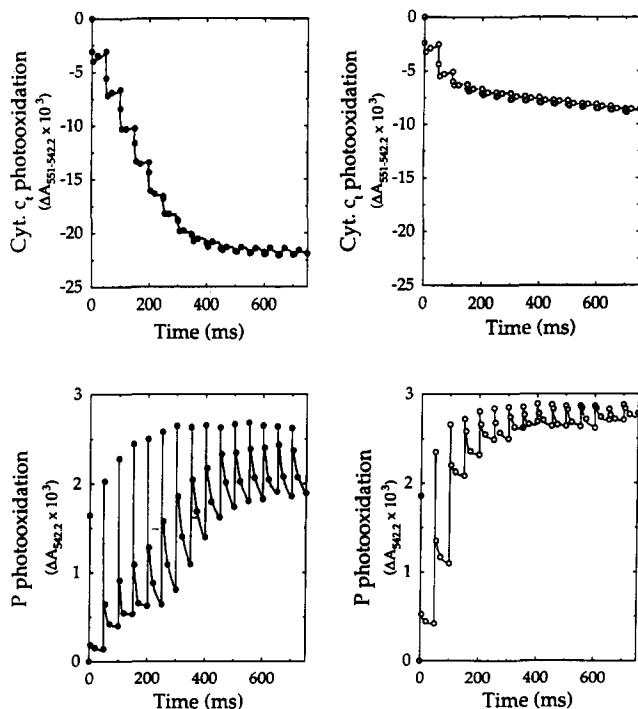 Cyt. cₜ photooxidation
(ΔA₅₅₁₋₅₄₂.₂ x 10³)
0
-5
-10
-15
-20
-25
0 200 400 600
Time (ms)
Cyt. cₜ photooxidation
(ΔA₅₅₁₋₅₄₂.₂ x 10³)
0
-5
-10
-15
-20
-25
0 200 400 600
Time (ms)
P photooxidation
(ΔA₅₄₂.₂ x 10³)
3
2
1
0
0 200 400 600
Time (ms)
P photooxidation
(ΔA₅₄₂.₂ x 10³)
3
2
1
0
0 200 400 600
Time (ms)